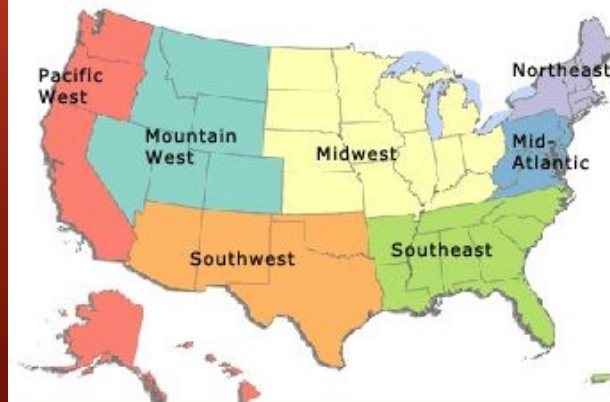 Pacific
West
Mountain
West
Midwest
Northeast
Mid-
Atlantic
Southwest
Southeast